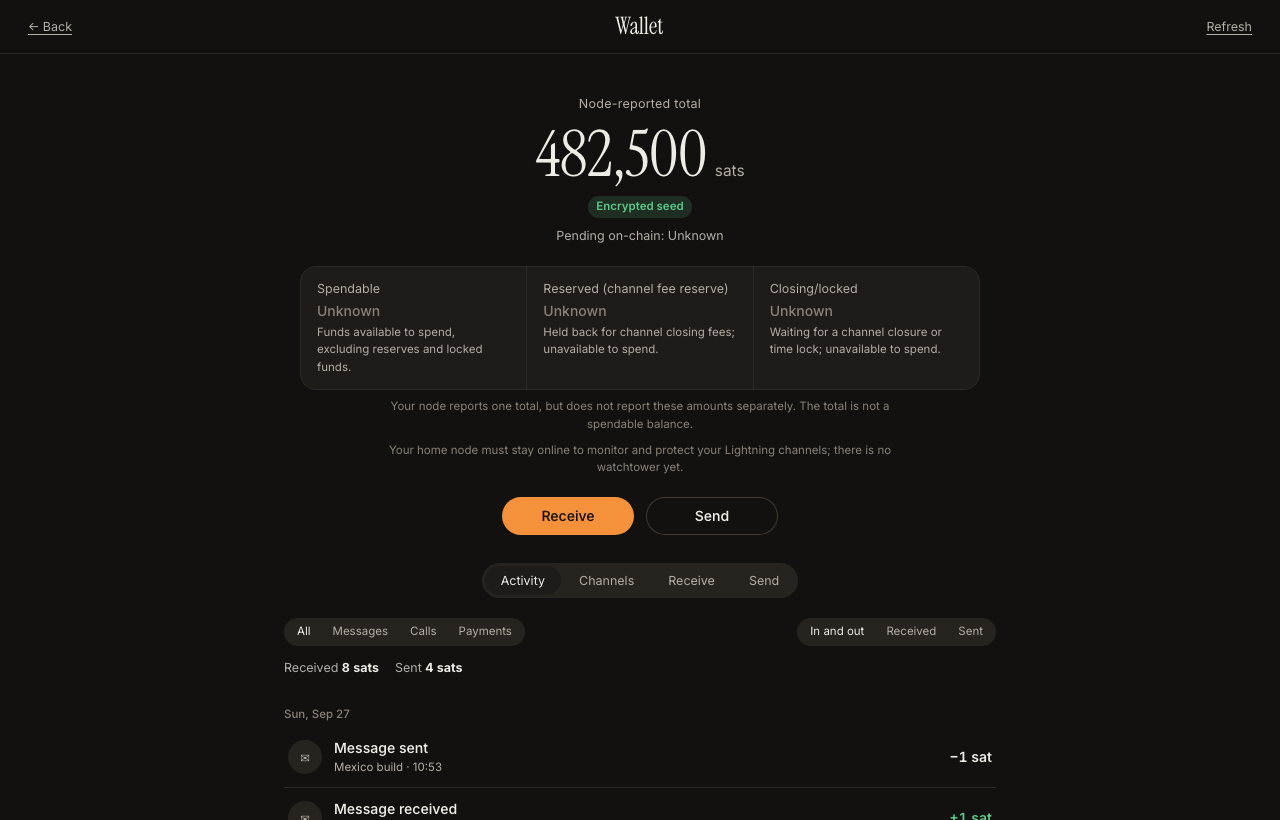 ← Back
Wallet
Refresh
Node-reported total
482,500 sats
Encrypted seed
Pending on-chain: Unknown
Spendable
Unknown
Funds available to spend,
excluding reserves and locked
funds.
Reserved (channel fee reserve)
Unknown
Held back for channel closing fees;
unavailable to spend.
Closing/locked
Unknown
Waiting for a channel closure or
time lock; unavailable to spend.
Your node reports one total, but does not report these amounts separately. The total is not a
spendable balance.
Your home node must stay online to monitor and protect your Lightning channels; there is no
watchtower yet.
Receive
Send
Activity
Channels
Receive
Send
All
Messages
Calls
Payments
In and out
Received
Sent
Received 8 sats
Sent 4 sats
Sun, Sep 27
Message sent
Mexico build · 10:53
−1 sat
Message received
+1 sat